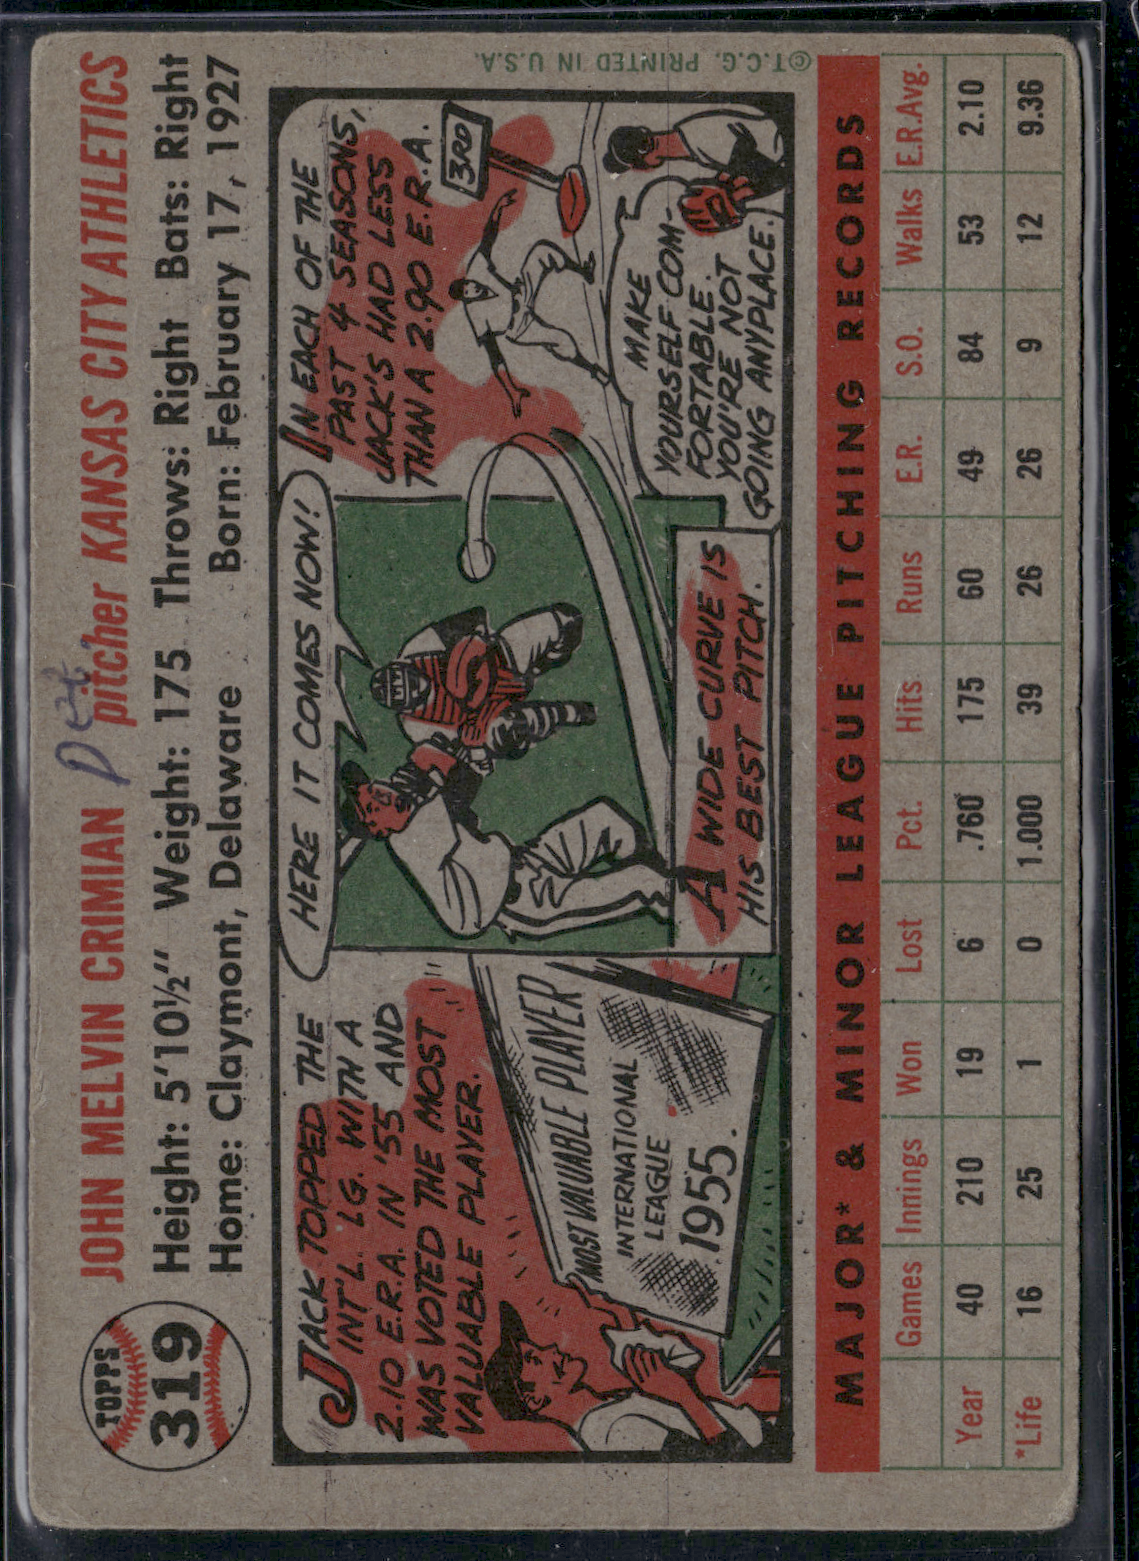 TOPPS
319
JOHN MELVIN CRIMIAN pitcher KANSAS CITY ATHLETICS
Det
Height: 5'10½" Weight: 175 Throws: Right Bats: Right
Home: Claymont, Delaware Born: February 17, 1927
JACK TOPPED THE
INT'L. LG. WITH A
2.10 E.R.A. IN '55 AND
WAS VOTED THE MOST
VALUABLE PLAYER.
MOST VALUABLE PLAYER
INTERNATIONAL
LEAGUE
1955.
HERE IT COMES NOW!
A WIDE CURVE IS
HIS BEST PITCH.
IN EACH OF THE
PAST 4 SEASONS,
JACK'S HAD LESS
THAN A 2.90 E.R.A.
3RD
MAKE
YOURSELF COM-
FORTABLE.
YOU'RE NOT
GOING ANYPLACE!
©T.C.G. PRINTED IN U.S.A.
MAJOR* & MINOR LEAGUE PITCHING RECORDS
Games Innings Won Lost Pct. Hits Runs E.R. S.O. Walks E.R.Avg.
Year 40 210 19 6 .760 175 60 49 84 53 2.10
*Life 16 25 1 0 1.000 39 26 26 9 12 9.36